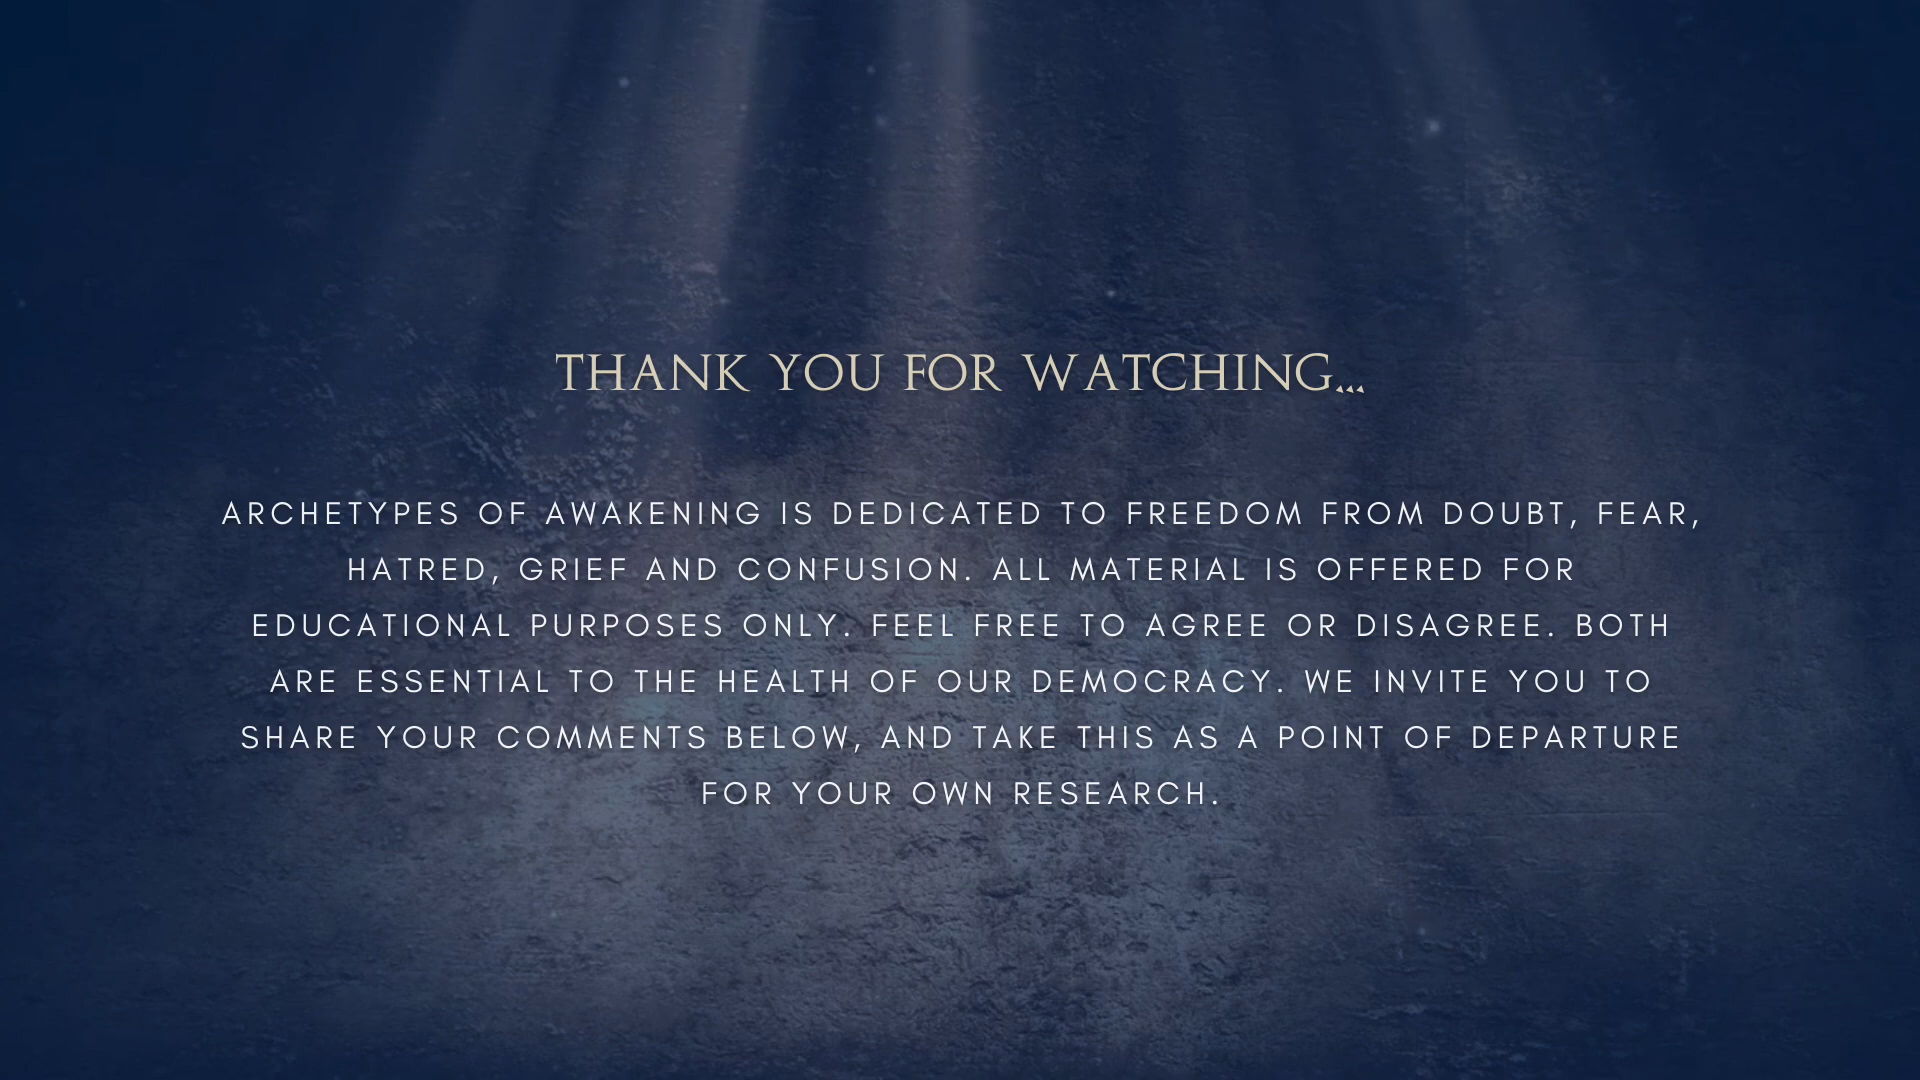 THANK YOU FOR WATCHING...
ARCHETYPES OF AWAKENING IS DEDICATED TO FREEDOM FROM DOUBT, FEAR,
HATRED, GRIEF AND CONFUSION. ALL MATERIAL IS OFFERED FOR
EDUCATIONAL PURPOSES ONLY. FEEL FREE TO AGREE OR DISAGREE. BOTH
ARE ESSENTIAL TO THE HEALTH OF OUR DEMOCRACY. WE INVITE YOU TO
SHARE YOUR COMMENTS BELOW, AND TAKE THIS AS A POINT OF DEPARTURE
FOR YOUR OWN RESEARCH.